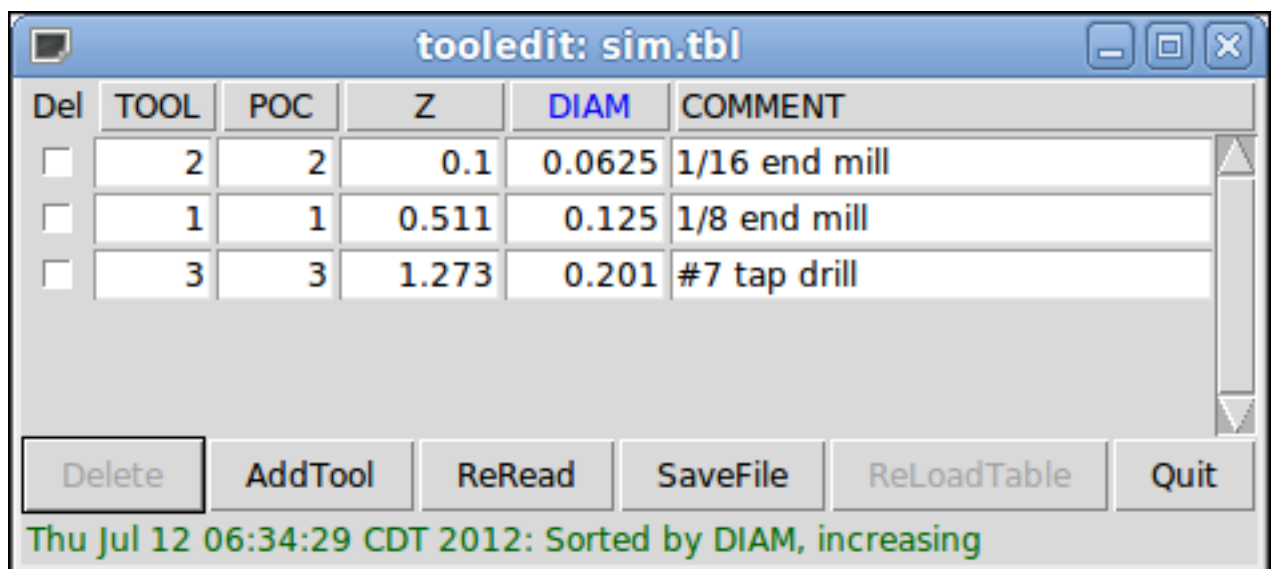 tooledit: sim.tbl
Del TOOL POC Z DIAM COMMENT
2 2 0.1 0.0625 1/16 end mill
1 1 0.511 0.125 1/8 end mill
3 3 1.273 0.201 #7 tap drill
Delete AddTool ReRead SaveFile ReLoadTable Quit
Thu Jul 12 06:34:29 CDT 2012: Sorted by DIAM, increasing